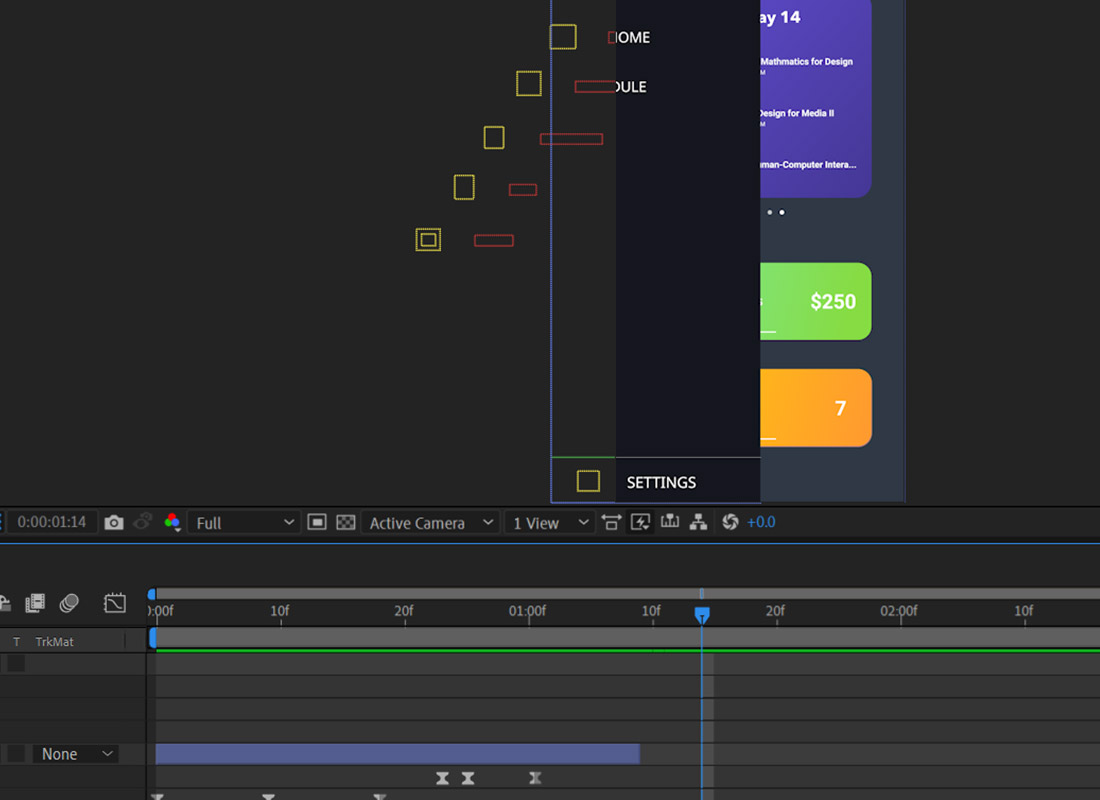 ay 14
OME
Mathmatics for Design
M
DULE
Design for Media II
M
man-Computer Intera...
$250
7
SETTINGS
0:00:01:14
Full
Active Camera
1 View
+0.0
):00f
10f
20f
01:00f
10f
20f
02:00f
10f
T
TrkMat
None